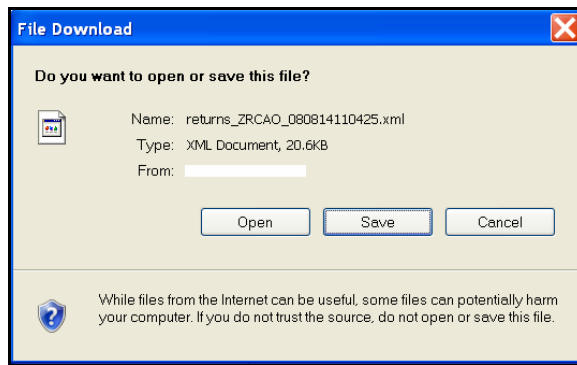 File Download
Do you want to open or save this file?
Name: returns_ZRCAO_080814110425.xml
Type: XML Document, 20.6KB
From:
Open Save Cancel
While files from the Internet can be useful, some files can potentially harm
your computer. If you do not trust the source, do not open or save this file.